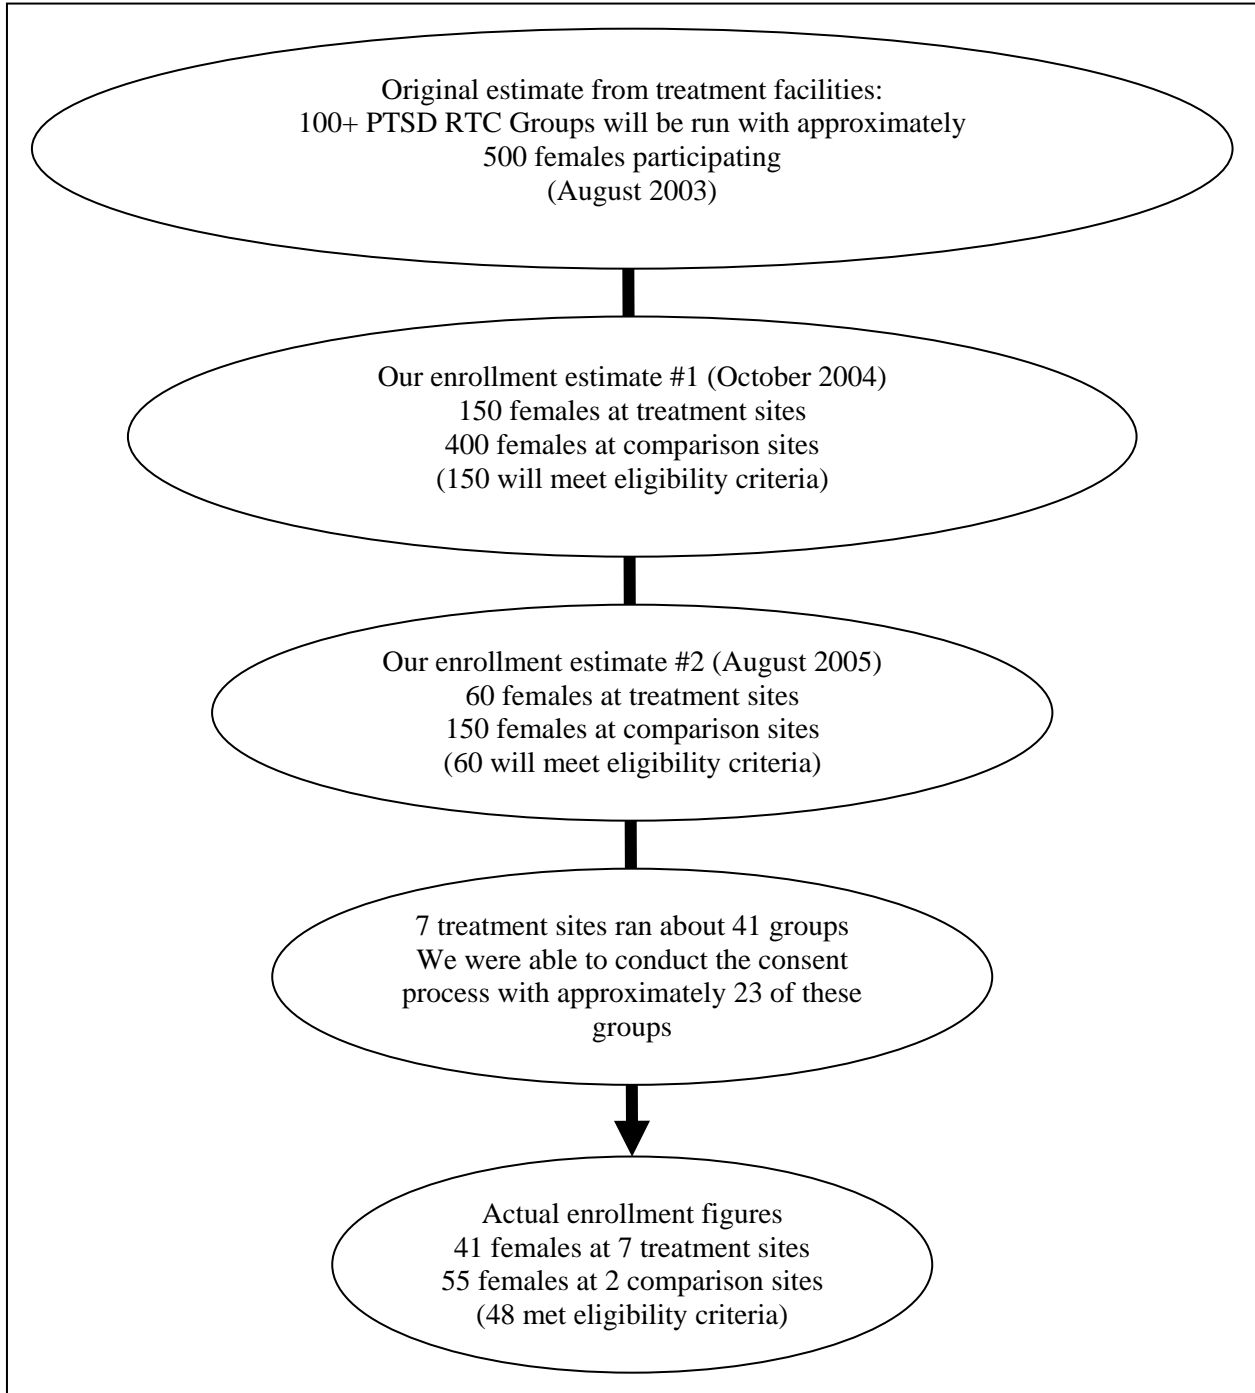 Original estimate from treatment facilities:
100+ PTSD RTC Groups will be run with approximately
500 females participating
(August 2003)
Our enrollment estimate #1 (October 2004)
150 females at treatment sites
400 females at comparison sites
(150 will meet eligibility criteria)
Our enrollment estimate #2 (August 2005)
60 females at treatment sites
150 females at comparison sites
(60 will meet eligibility criteria)
7 treatment sites ran about 41 groups
We were able to conduct the consent
process with approximately 23 of these
groups
Actual enrollment figures
41 females at 7 treatment sites
55 females at 2 comparison sites
(48 met eligibility criteria)